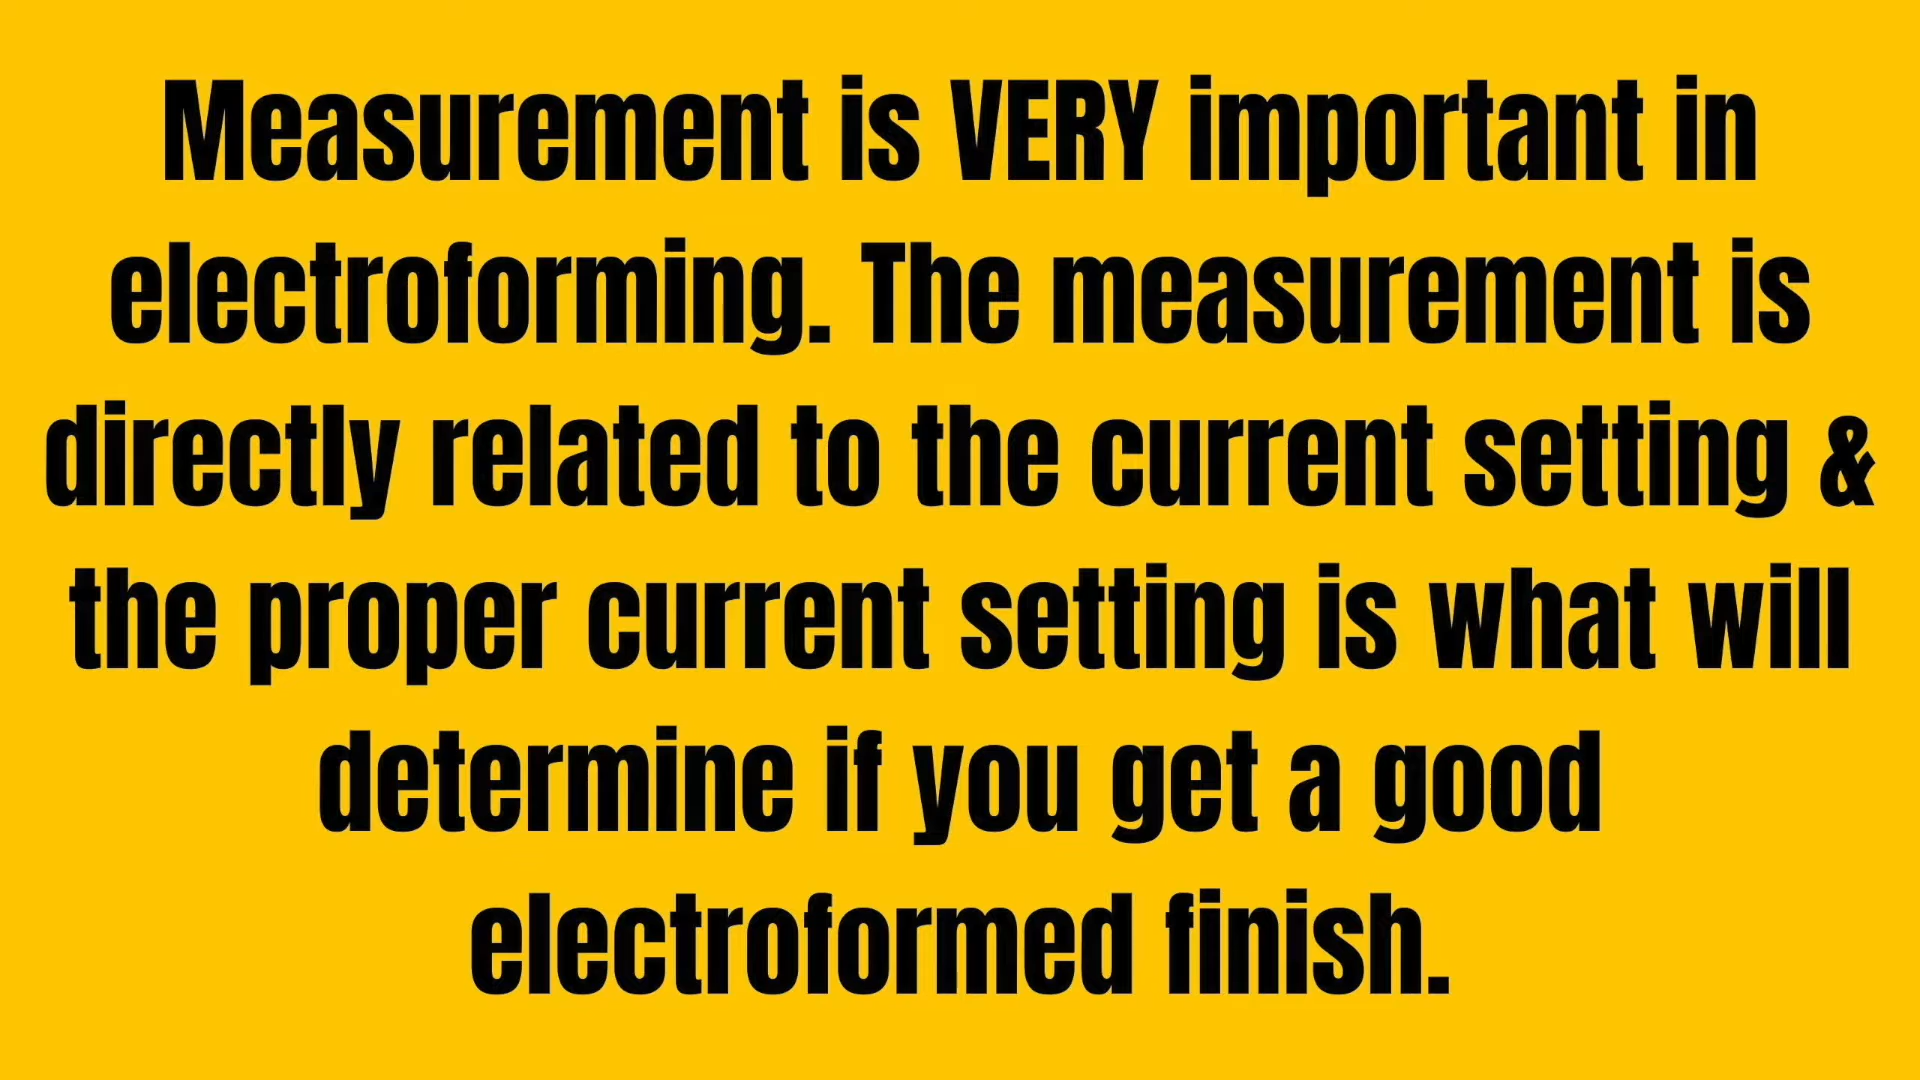 Measurement is VERY important in
electroforming. The measurement is
directly related to the current setting &
the proper current setting is what will
determine if you get a good
electroformed finish.